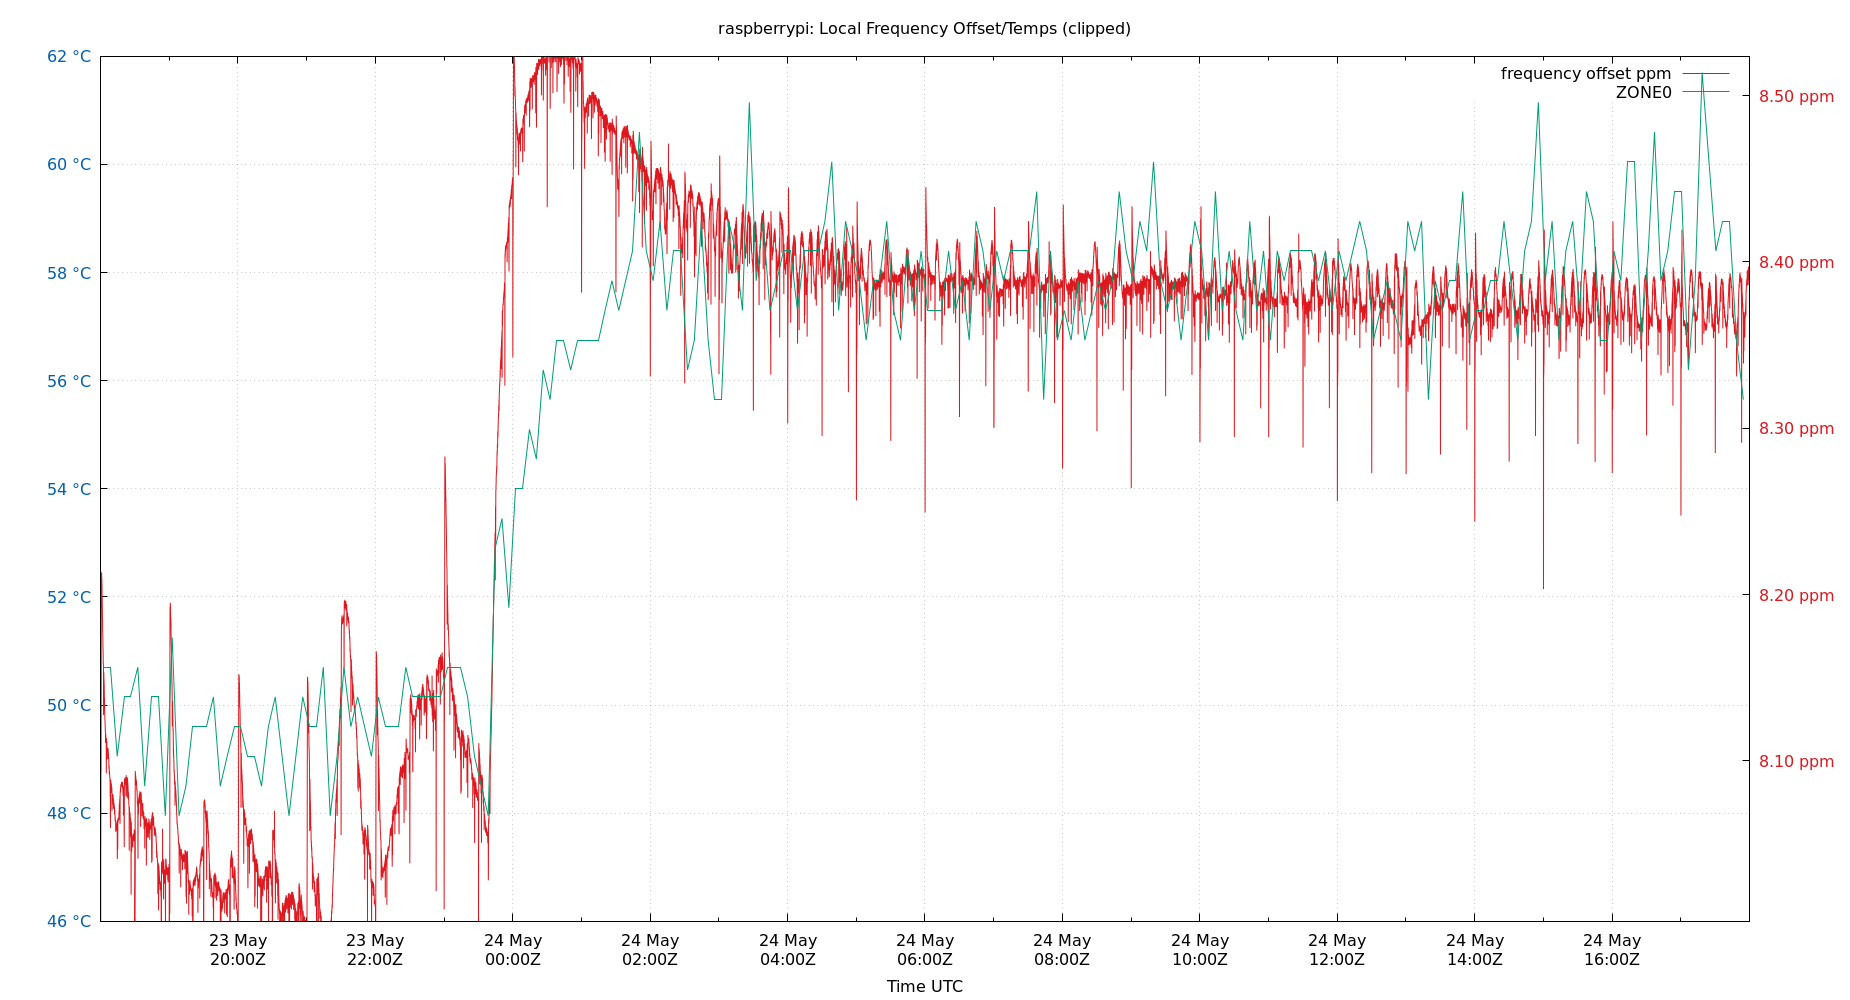 raspberrypi: Local Frequency Offset/Temps (clipped)
frequency offset ppm
ZONE0
62 °C
60 °C
58 °C
56 °C
54 °C
52 °C
50 °C
48 °C
46 °C
8.50 ppm
8.40 ppm
8.30 ppm
8.20 ppm
8.10 ppm
23 May 23 May 24 May 24 May 24 May 24 May 24 May 24 May 24 May 24 May 24 May
20:00Z 22:00Z 00:00Z 02:00Z 04:00Z 06:00Z 08:00Z 10:00Z 12:00Z 14:00Z 16:00Z
Time UTC